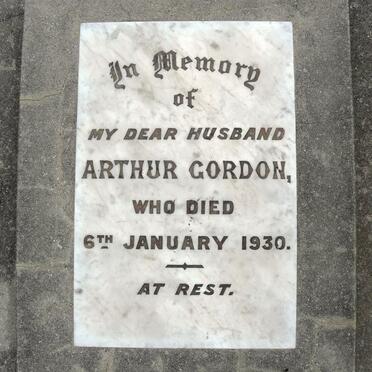 In Memory
of
MY DEAR HUSBAND
ARTHUR GORDON,
WHO DIED
6TH JANUARY 1930.
AT REST.